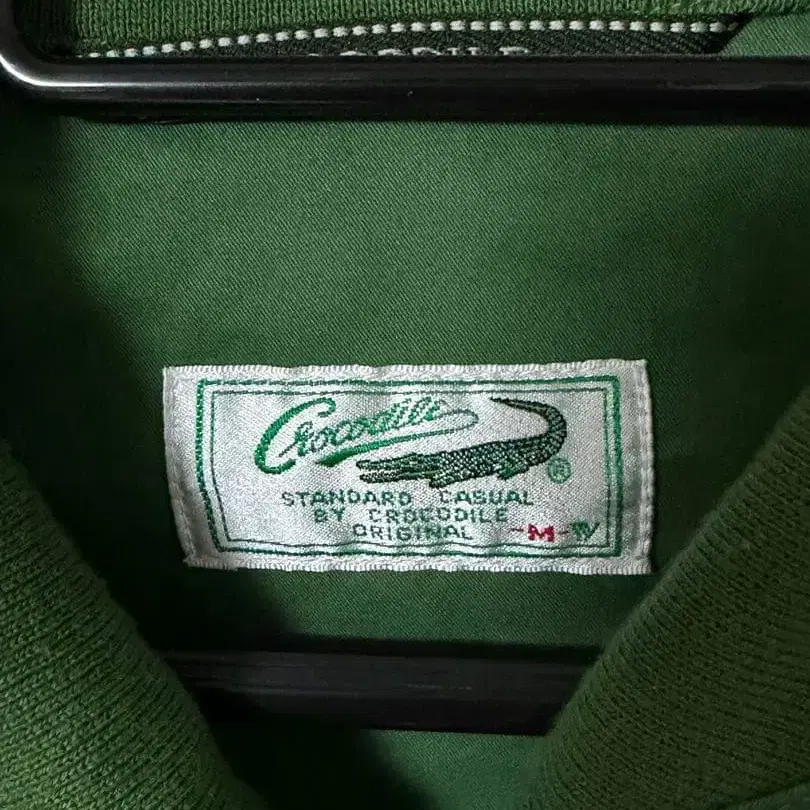 Crocodile
®
STANDARD CASUAL
BY CROCODILE
ORIGINAL -M-